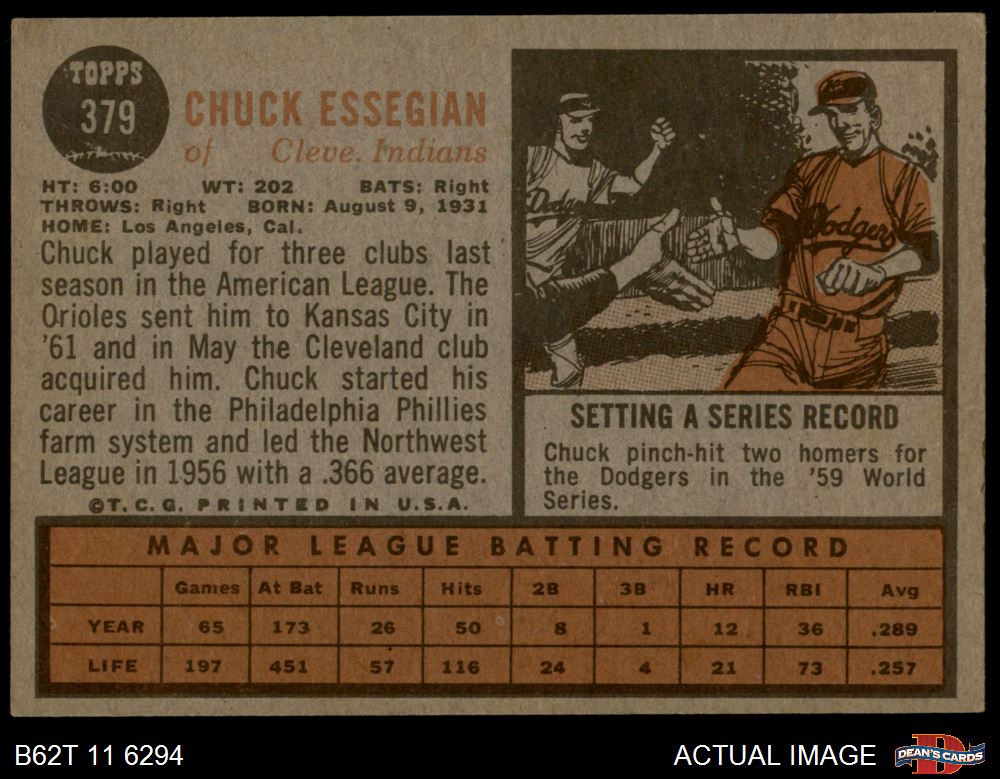 TOPPS
379
CHUCK ESSEGIAN
of Cleve. Indians
HT: 6:00 WT: 202 BATS: Right
THROWS: Right BORN: August 9, 1931
HOME: Los Angeles, Cal.
Chuck played for three clubs last
season in the American League. The
Orioles sent him to Kansas City in
'61 and in May the Cleveland club
acquired him. Chuck started his
career in the Philadelphia Phillies
farm system and led the Northwest
League in 1956 with a .366 average.
©T.C.G. PRINTED IN U.S.A.
Dodgers
Dodgers
SETTING A SERIES RECORD
Chuck pinch-hit two homers for
the Dodgers in the '59 World
Series.
MAJOR LEAGUE BATTING RECORD
Games At Bat Runs Hits 2B 3B HR RBI Avg
YEAR 65 173 26 50 8 1 12 36 .289
LIFE 197 451 57 116 24 4 21 73 .257
B62T 11 6294
ACTUAL IMAGE
DEAN'S CARDS